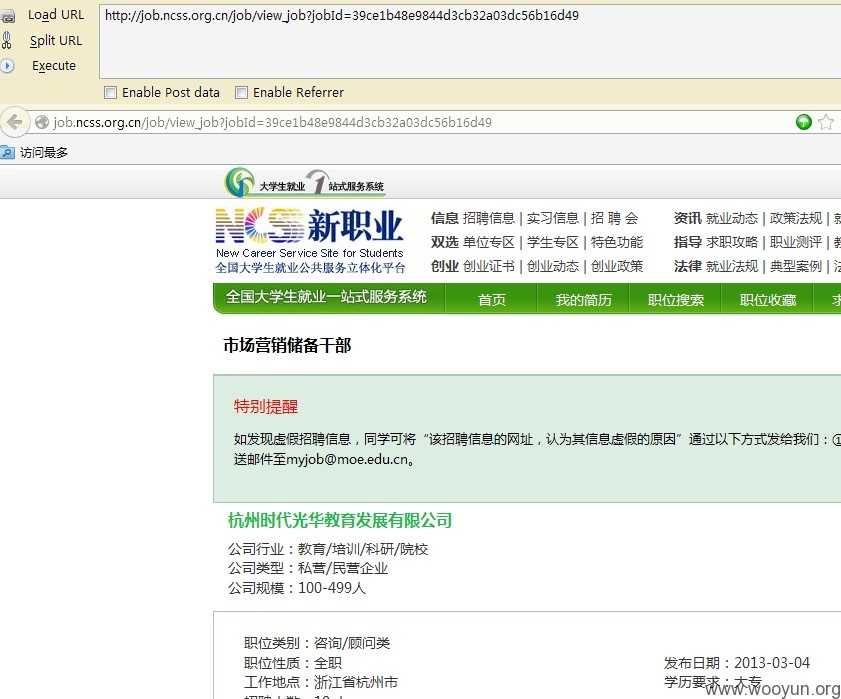 Load URL
http://job.ncss.org.cn/job/view_job?jobId=39ce1b48e9844d3cb32a03dc56b16d49
Split URL
Execute
Enable Post data Enable Referrer
job.ncss.org.cn/job/view_job?jobId=39ce1b48e9844d3cb32a03dc56b16d49
访问最多
大学生就业 1 站式服务系统
NCSS 新职业
New Career Service Site for Students
全国大学生就业公共服务立体化平台
信息 招聘信息 | 实习信息 | 招 聘 会 资讯 就业动态 | 政策法规 |
双选 单位专区 | 学生专区 | 特色功能 指导 求职攻略 | 职业测评 |
创业 创业证书 | 创业动态 | 创业政策 法律 就业法规 | 典型案例 |
全国大学生就业一站式服务系统 首页 我的简历 职位搜索 职位收藏
市场营销储备干部
特别提醒
如发现虚假招聘信息，同学可将“该招聘信息的网址，认为其信息虚假的原因”通过以下方式发给我们：①
送邮件至myjob@moe.edu.cn。
杭州时代光华教育发展有限公司
公司行业：教育/培训/科研/院校
公司类型：私营/民营企业
公司规模：100-499人
职位类别：咨询/顾问类
职位性质：全职 发布日期：2013-03-04
工作地点：浙江省杭州市 学历要求：大专
www.wooyun.org